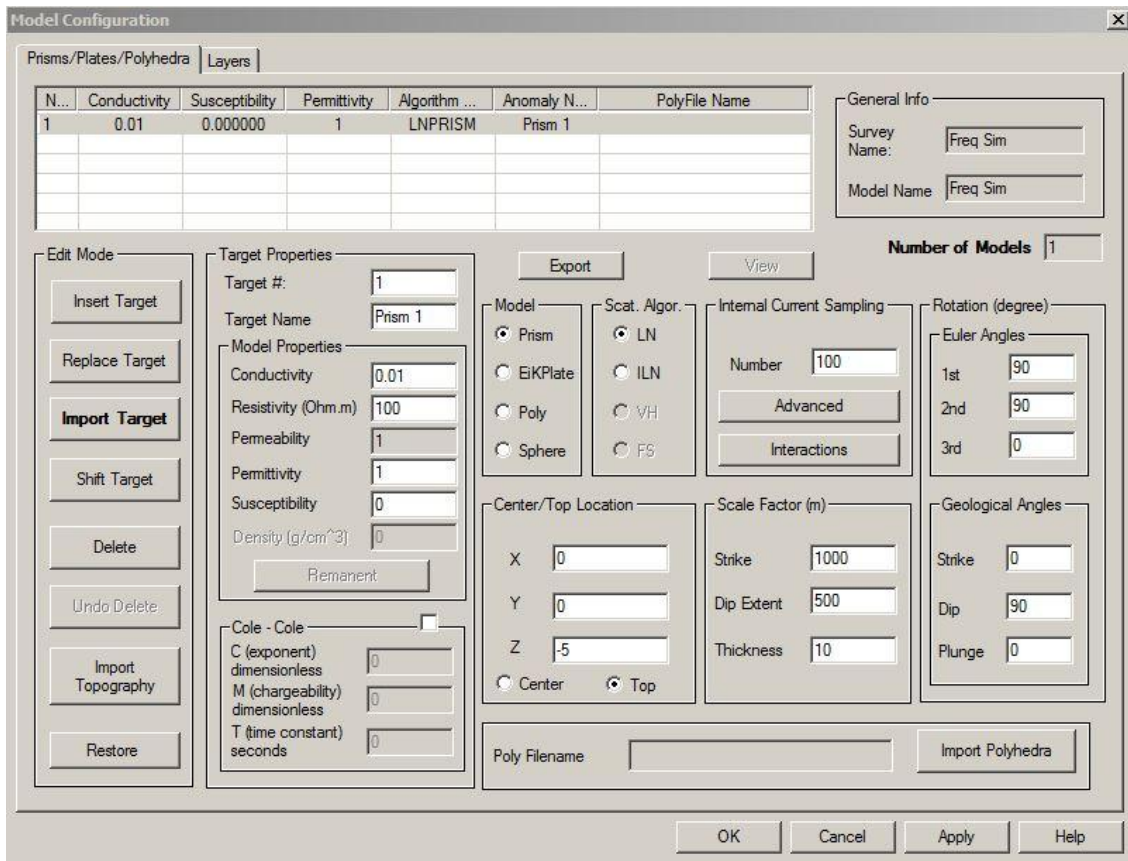 Model Configuration
Prisms/Plates/Polyhedra Layers
N... Conductivity Susceptibility Permittivity Algorithm ... Anomaly N... PolyFile Name
1 0.01 0.000000 1 LNPRISM Prism 1
General Info
Survey Name: Freq Sim
Model Name Freq Sim
Number of Models 1
Edit Mode
Insert Target
Replace Target
Import Target
Shift Target
Delete
Undo Delete
Import Topography
Restore
Target Properties
Target #: 1
Target Name Prism 1
Model Properties
Conductivity 0.01
Resistivity (Ohm.m) 100
Permeability 1
Permittivity 1
Susceptibility 0
Density (g/cm^3) 0
Remanent
Cole - Cole
C (exponent) dimensionless 0
M (chargeability) dimensionless 0
T (time constant) seconds 0
Export View
Model
Prism
EiKPlate
Poly
Sphere
Scat. Algor.
LN
ILN
VH
FS
Internal Current Sampling
Number 100
Advanced
Interactions
Rotation (degree)
Euler Angles
1st 90
2nd 90
3rd 0
Center/Top Location
X 0
Y 0
Z -5
Center Top
Scale Factor (m)
Strike 1000
Dip Extent 500
Thickness 10
Geological Angles
Strike 0
Dip 90
Plunge 0
Poly Filename Import Polyhedra
OK Cancel Apply Help